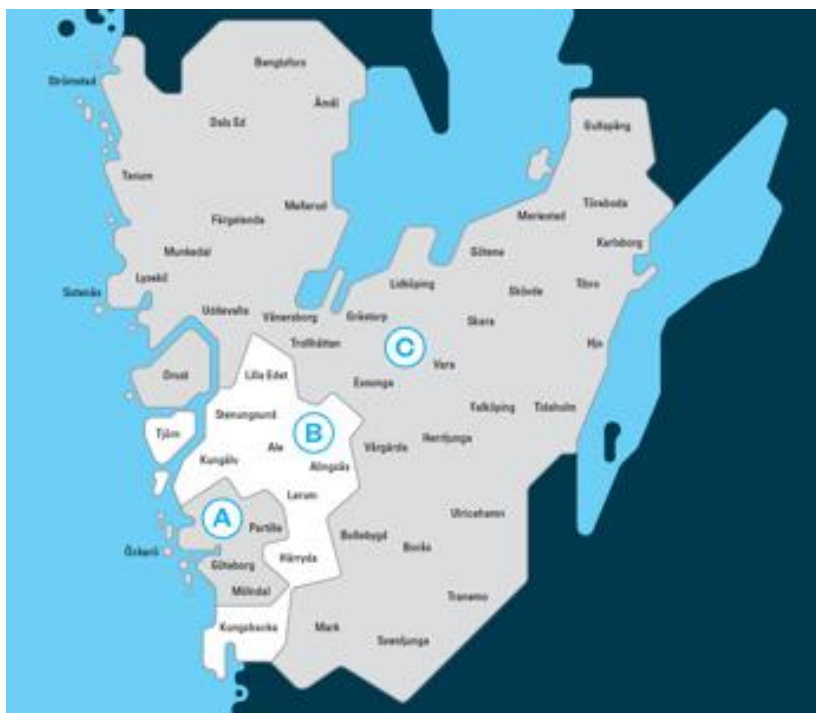 Bengtsfors
Strömstad
Åmål
Dals Ed
Gullspång
Tanum
Mellerud
Töreboda
Färgelanda
Mariestad
Karlsborg
Munkedal
Götene
Lysekil
Lidköping
Tibro
Sotenäs
Skövde
Uddevalla
Vänersborg
Grästorp
Skara
Trollhättan
C
Hjo
Vara
Orust
Lilla Edet
Essunga
Falköping
Tidaholm
Stenungsund
Tjörn
B
Ale
Vårgårda
Herrljunga
Kungälv
Alingsås
Lerum
A
Partille
Ulricehamn
Bollebygd
Borås
Öckerö
Härryda
Göteborg
Mölndal
Tranemo
Kungsbacka
Mark
Svenljunga